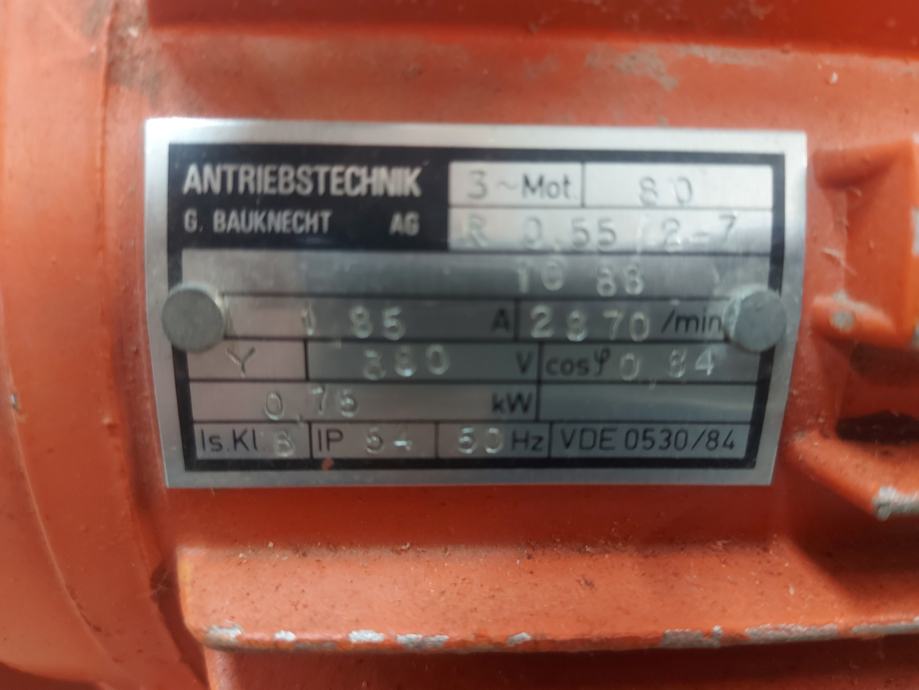 ANTRIEBSTECHNIK 3~Mot 80
G. BAUKNECHT AG R 0,55/2-7
10 88
1,85 A 2870/min
Y 380 V cosφ 0,84
0,75 kW
Is.Kl B IP 54 50 Hz VDE 0530/84